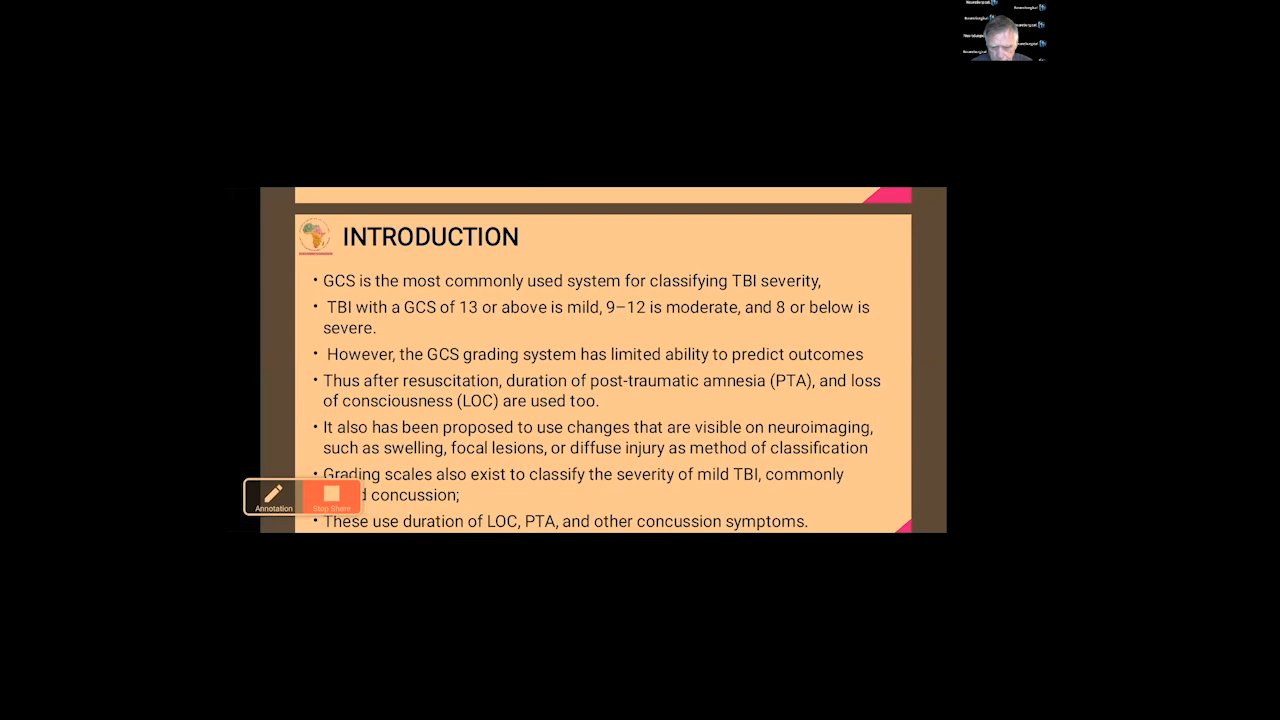 INTRODUCTION
• GCS is the most commonly used system for classifying TBI severity,
• TBI with a GCS of 13 or above is mild, 9–12 is moderate, and 8 or below is
severe.
• However, the GCS grading system has limited ability to predict outcomes
• Thus after resuscitation, duration of post-traumatic amnesia (PTA), and loss
of consciousness (LOC) are used too.
• It also has been proposed to use changes that are visible on neuroimaging,
such as swelling, focal lesions, or diffuse injury as method of classification
• Grading scales also exist to classify the severity of mild TBI, commonly
concussion;
• These use duration of LOC, PTA, and other concussion symptoms.
Annotation
Stop Share